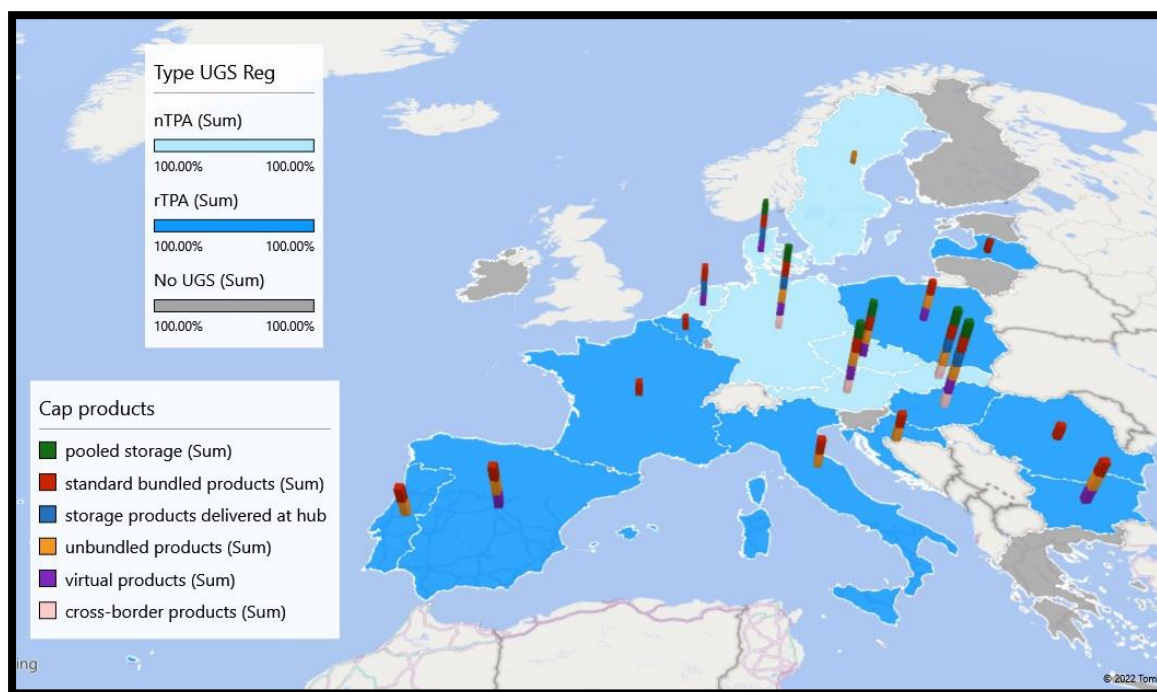 Type UGS Reg
nTPA (Sum)
100.00% 100.00%
rTPA (Sum)
100.00% 100.00%
No UGS (Sum)
100.00% 100.00%
Cap products
pooled storage (Sum)
standard bundled products (Sum)
storage products delivered at hub
unbundled products (Sum)
virtual products (Sum)
cross-border products (Sum)
ing
© 2022 Tom